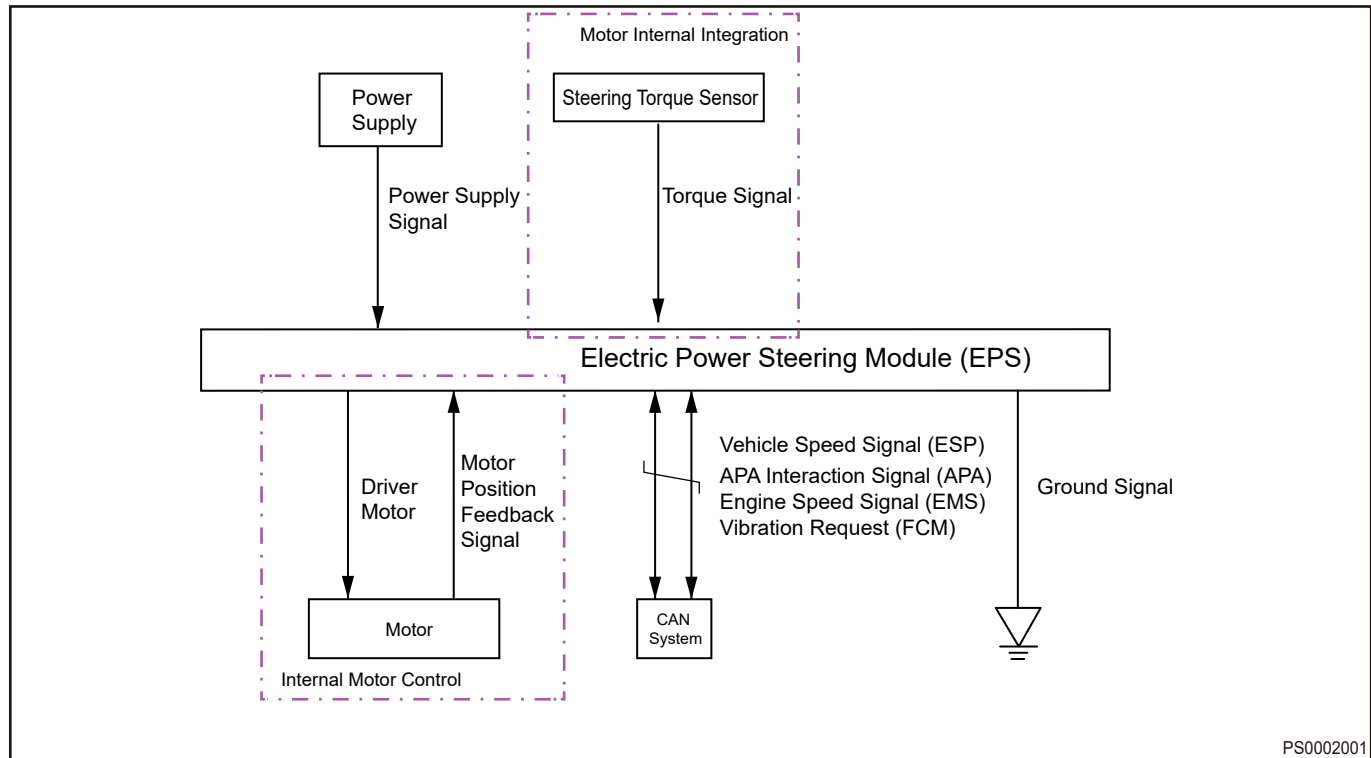 Motor Internal Integration
Power
Supply
Steering Torque Sensor
Power Supply
Signal
Torque Signal
Electric Power Steering Module (EPS)
Driver
Motor
Motor
Position
Feedback
Signal
Vehicle Speed Signal (ESP)
APA Interaction Signal (APA)
Engine Speed Signal (EMS)
Vibration Request (FCM)
Ground Signal
Motor
CAN
System
Internal Motor Control
PS0002001